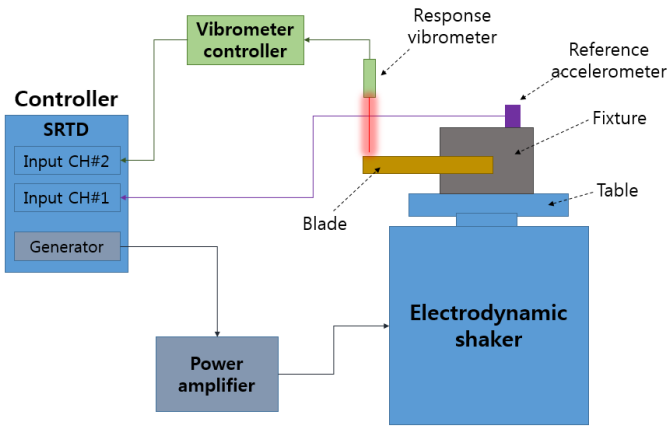 Response
vibrometer
Vibrometer
controller
Reference
accelerometer
Controller
SRTD
Fixture
Input CH#2
Input CH#1
Table
Blade
Generator
Electrodynamic
shaker
Power
amplifier